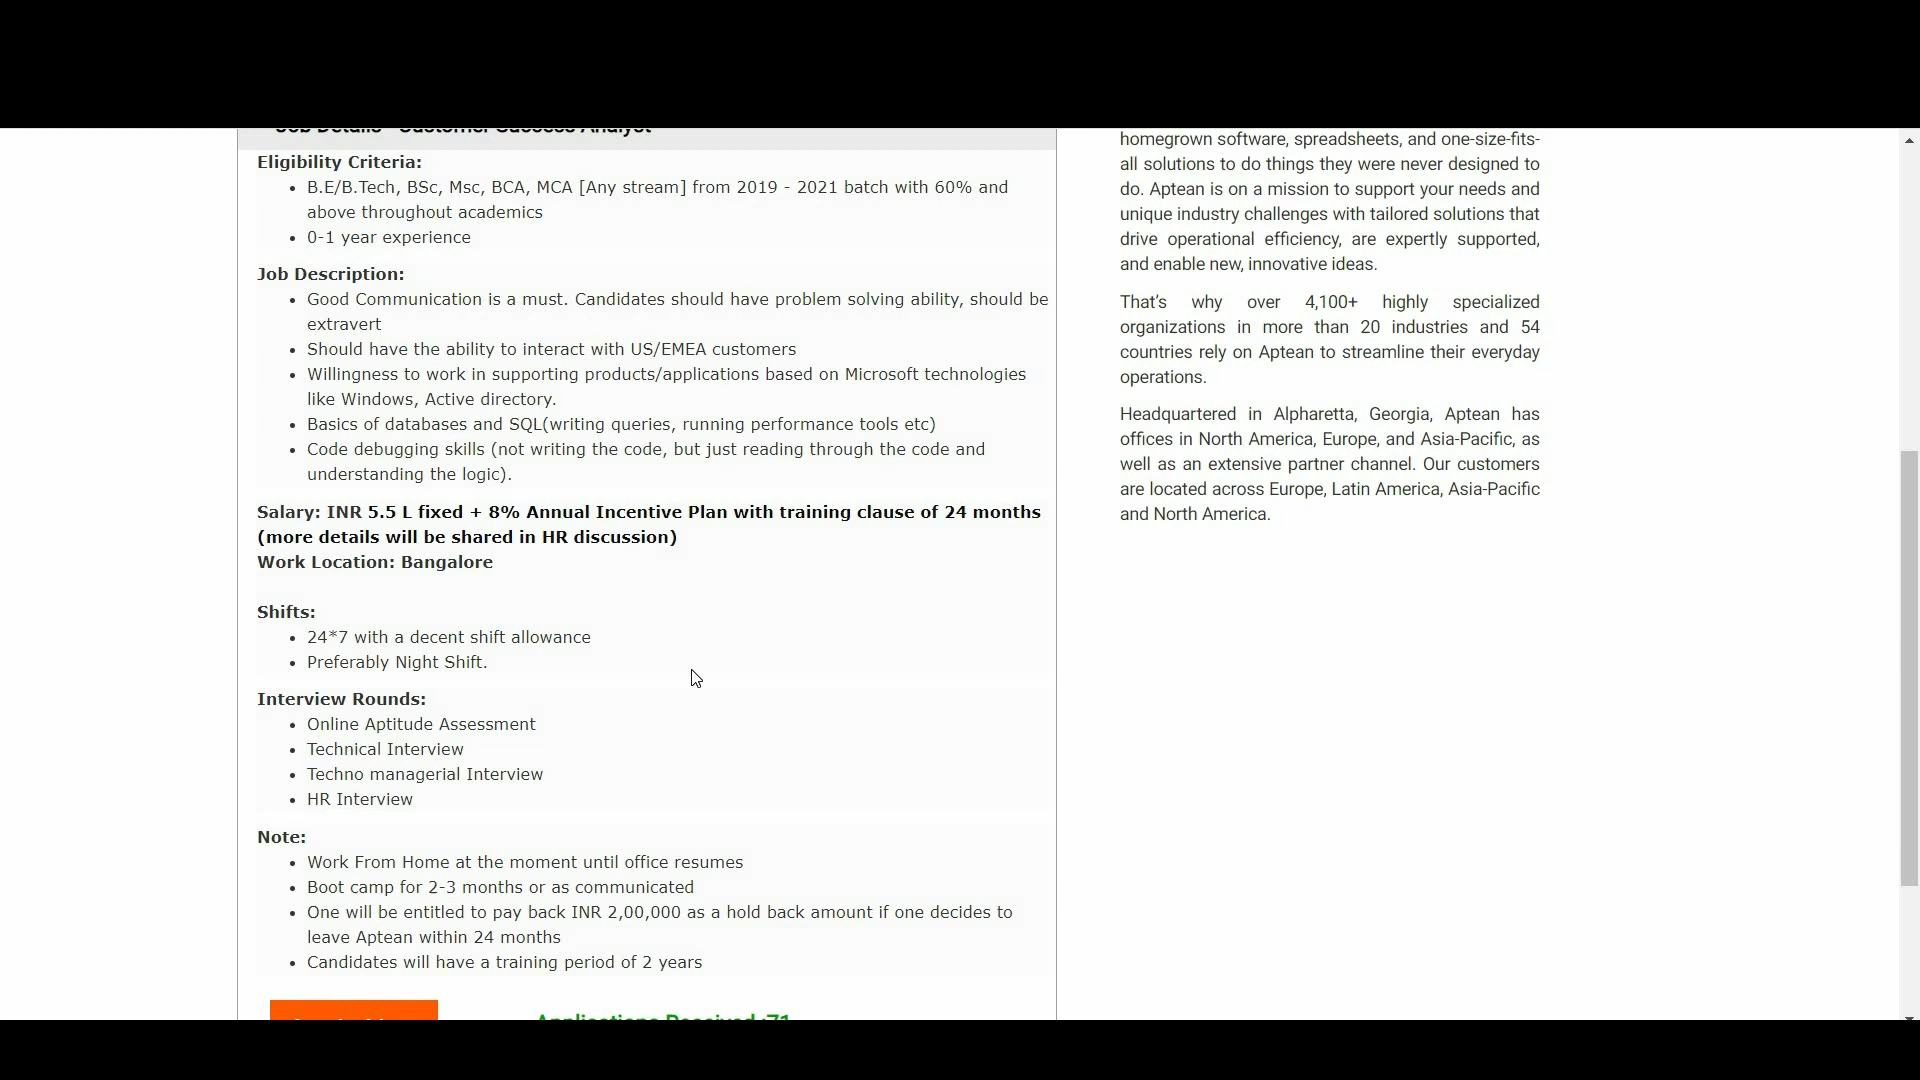 Job Details - Customer Success Analyst
Eligibility Criteria:
• B.E/B.Tech, BSc, Msc, BCA, MCA [Any stream] from 2019 - 2021 batch with 60% and
above throughout academics
• 0-1 year experience
Job Description:
• Good Communication is a must. Candidates should have problem solving ability, should be
extravert
• Should have the ability to interact with US/EMEA customers
• Willingness to work in supporting products/applications based on Microsoft technologies
like Windows, Active directory.
• Basics of databases and SQL(writing queries, running performance tools etc)
• Code debugging skills (not writing the code, but just reading through the code and
understanding the logic).
Salary: INR 5.5 L fixed + 8% Annual Incentive Plan with training clause of 24 months
(more details will be shared in HR discussion)
Work Location: Bangalore
Shifts:
• 24*7 with a decent shift allowance
• Preferably Night Shift.
Interview Rounds:
• Online Aptitude Assessment
• Technical Interview
• Techno managerial Interview
• HR Interview
Note:
• Work From Home at the moment until office resumes
• Boot camp for 2-3 months or as communicated
• One will be entitled to pay back INR 2,00,000 as a hold back amount if one decides to
leave Aptean within 24 months
• Candidates will have a training period of 2 years
Applications Received :71
homegrown software, spreadsheets, and one-size-fits-
all solutions to do things they were never designed to
do. Aptean is on a mission to support your needs and
unique industry challenges with tailored solutions that
drive operational efficiency, are expertly supported,
and enable new, innovative ideas.
That's why over 4,100+ highly specialized
organizations in more than 20 industries and 54
countries rely on Aptean to streamline their everyday
operations.
Headquartered in Alpharetta, Georgia, Aptean has
offices in North America, Europe, and Asia-Pacific, as
well as an extensive partner channel. Our customers
are located across Europe, Latin America, Asia-Pacific
and North America.